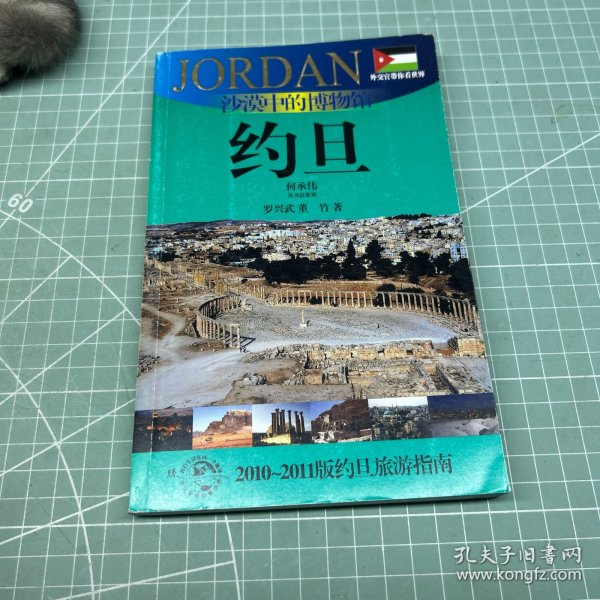 JORDAN
外交官带你看世界
沙漠中的博物馆
约旦
何承伟
丛书总策划
罗兴武 董 竹 著
2010~2011版约旦旅游指南
60
孔夫子旧书网
www.kongfz.com